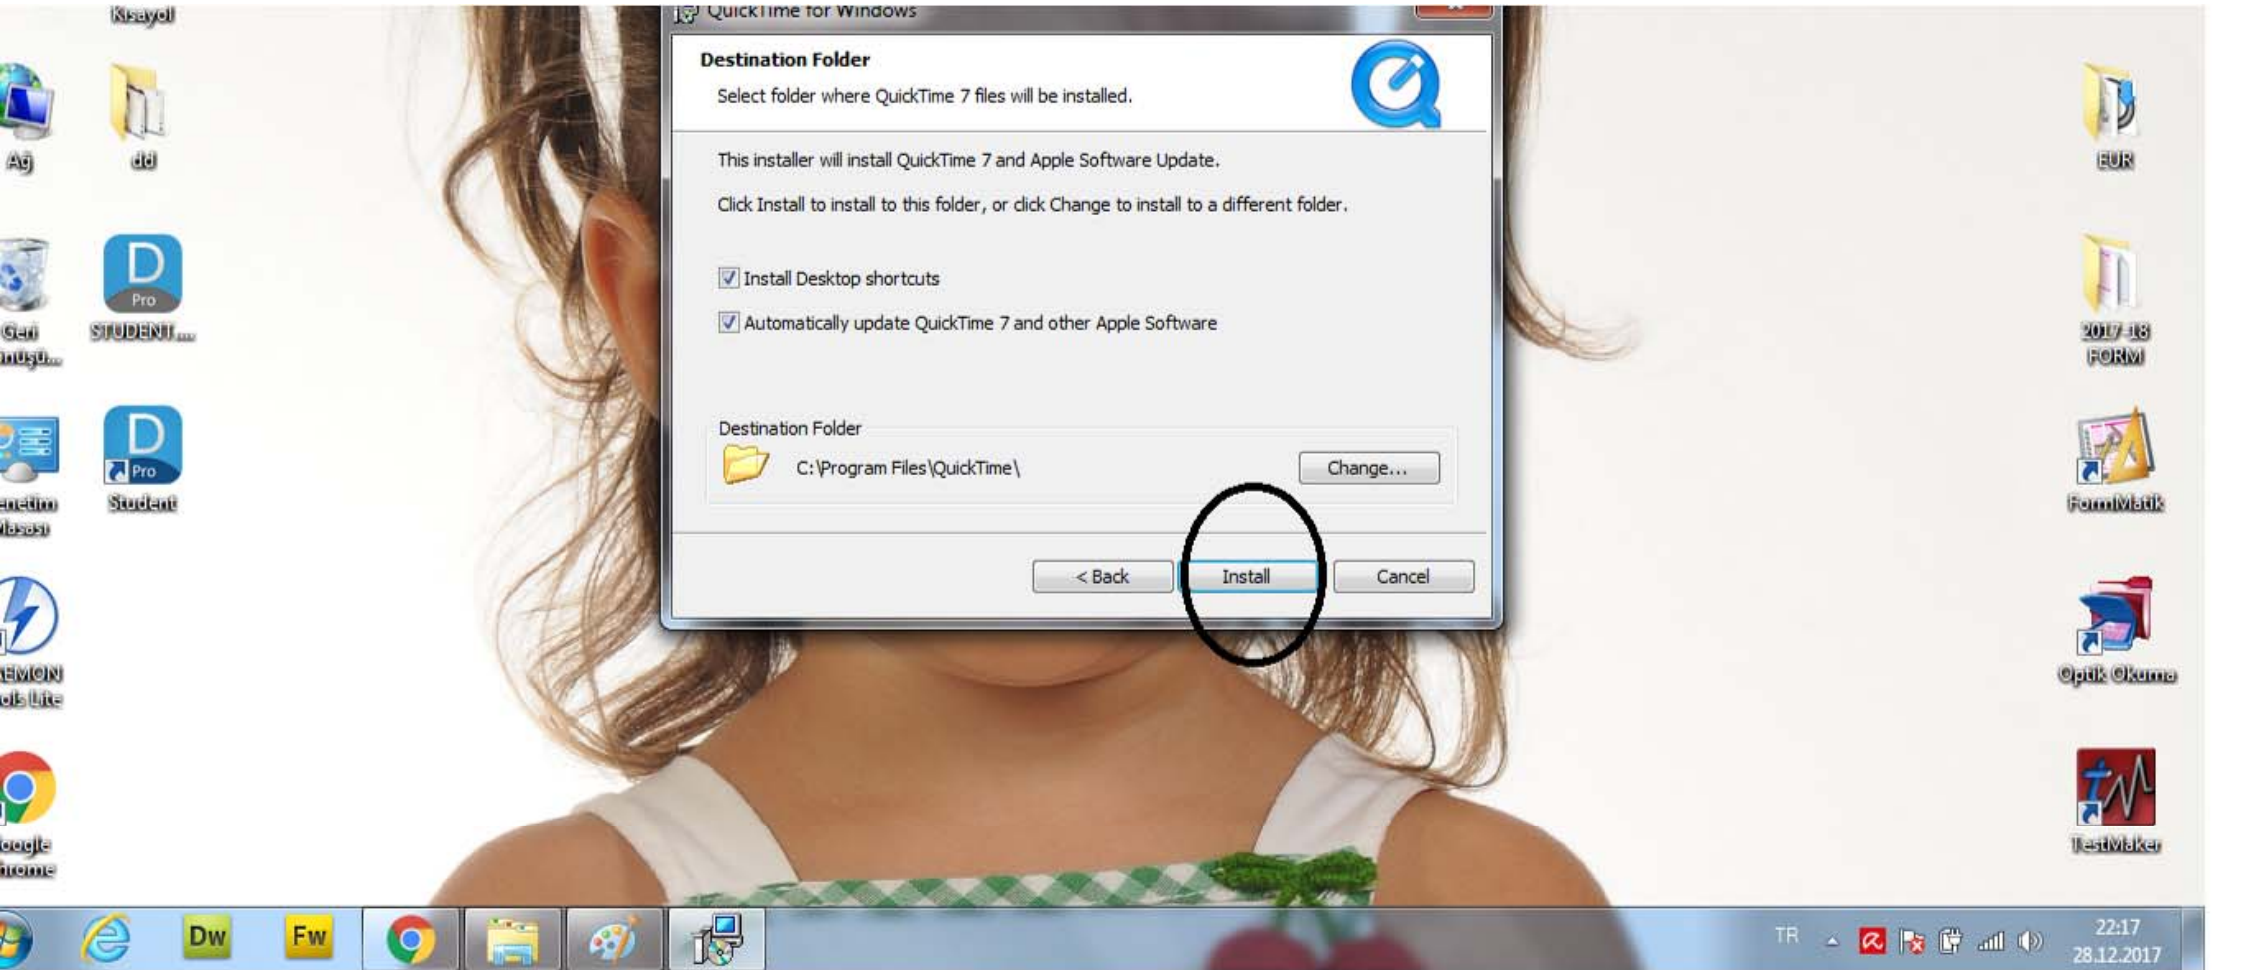 Kısayol
QuickTime for Windows
Destination Folder
Select folder where QuickTime 7 files will be installed.
This installer will install QuickTime 7 and Apple Software Update.
Click Install to install to this folder, or click Change to install to a different folder.
Install Desktop shortcuts
Automatically update QuickTime 7 and other Apple Software
Destination Folder
C:\Program Files\QuickTime\
Change...
< Back
Install
Cancel
Ağ
dd
D
Pro
Geri
STUDENT....
D
Pro
Student
EUR
2017-18
FORM
FormMatik
Optik Okuma
tM
TestMaker
Dw
Fw
TR
22:17
28.12.2017